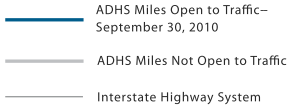 ADHS Miles Open to Traffic–
September 30, 2010
ADHS Miles Not Open to Traffic
Interstate Highway System